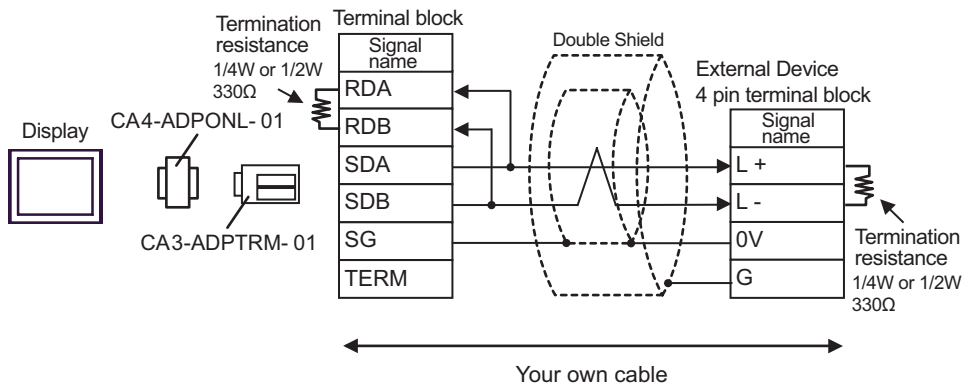 Display
CA4-ADPONL- 01
CA3-ADPTRM- 01
Termination
resistance
1/4W or 1/2W
330Ω
Terminal block
Signal
name
RDA
RDB
SDA
SDB
SG
TERM
Double Shield
External Device
4 pin terminal block
Signal
name
L +
L -
0V
G
Termination
resistance
1/4W or 1/2W
330Ω
Your own cable